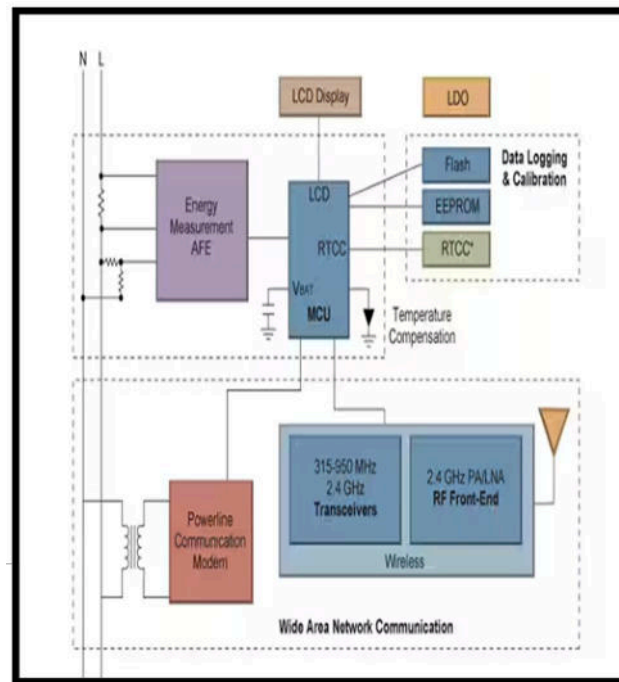 N L
LCD Display
LDO
Energy
Measurement
AFE
LCD
RTCC
VBAT
MCU
Flash
EEPROM
RTCC*
Data Logging
& Calibration
Temperature
Compensation
Powerline
Communication
Modem
315-950 MHz
2.4 GHz
Transceivers
2.4 GHz PA/LNA
RF Front-End
Wireless
Wide Area Network Communication